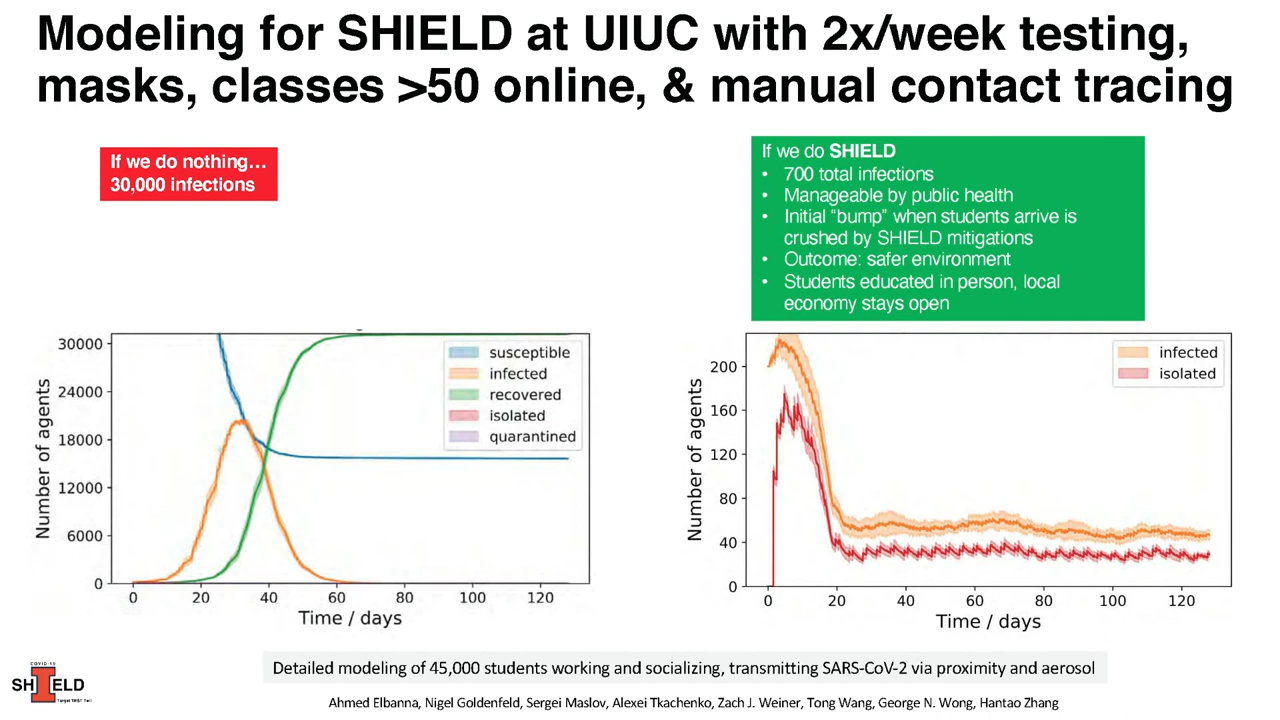 Modeling for SHIELD at UIUC with 2x/week testing,
masks, classes >50 online, & manual contact tracing
If we do nothing…
30,000 infections
If we do SHIELD
• 700 total infections
• Manageable by public health
• Initial “bump” when students arrive is
crushed by SHIELD mitigations
• Outcome: safer environment
• Students educated in person, local
economy stays open
Number of agents
30000
24000
18000
12000
6000
0
susceptible
infected
recovered
isolated
quarantined
0 20 40 60 80 100 120
Time / days
Number of agents
200
160
120
80
40
0
infected
isolated
0 20 40 60 80 100 120
Time / days
COVID-19
SHIELD
Target
Detailed modeling of 45,000 students working and socializing, transmitting SARS-CoV-2 via proximity and aerosol
Ahmed Elbanna, Nigel Goldenfeld, Sergei Maslov, Alexei Tkachenko, Zach J. Weiner, Tong Wang, George N. Wong, Hantao Zhang